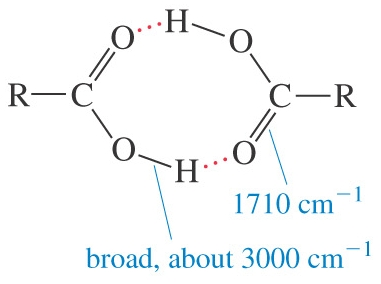 O···H
O
R—C
C—R
O
H···O
1710 cm⁻¹
broad, about 3000 cm⁻¹